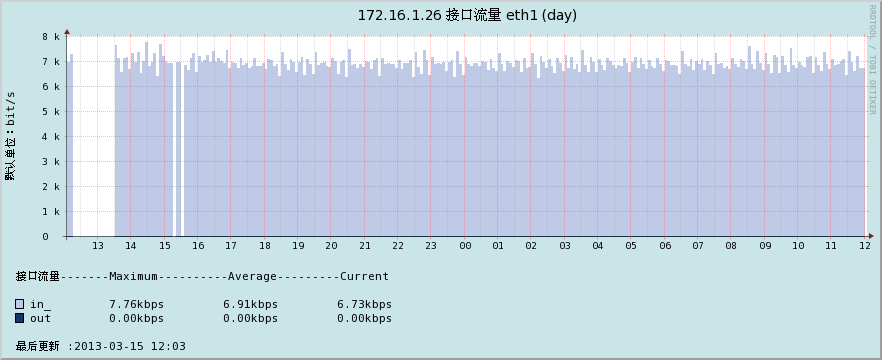 172.16.1.26 接口流量 eth1 (day)
RRDTOOL / TOBI OETIKER
默认单位：bit/s
8 k
7 k
6 k
5 k
4 k
3 k
2 k
1 k
0
13 14 15 16 17 18 19 20 21 22 23 00 01 02 03 04 05 06 07 08 09 10 11 12
接口流量-------Maximum----------Average---------Current
in_ 7.76kbps 6.91kbps 6.73kbps
out 0.00kbps 0.00kbps 0.00kbps
最后更新 :2013-03-15 12:03